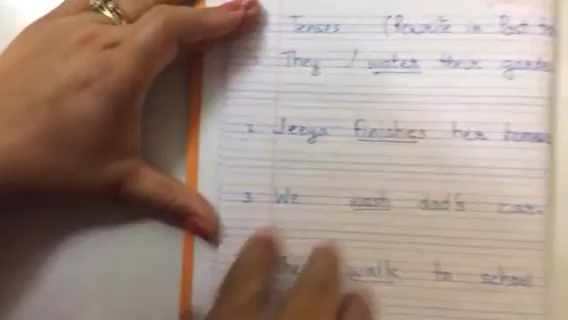 Tenses (Rewrite in Past
They / water their
2 Jeeya finishes her
3 We wash dad's car.
walk to school